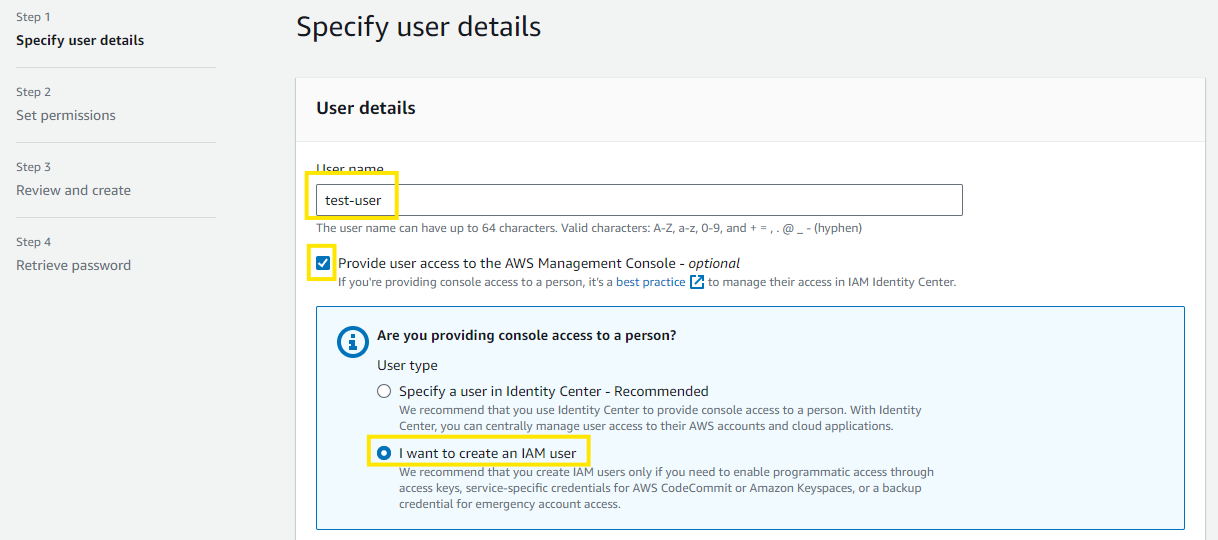 Step 1
Specify user details
Step 2
Set permissions
Step 3
Review and create
Step 4
Retrieve password
Specify user details
User details
User name
test-user
The user name can have up to 64 characters. Valid characters: A-Z, a-z, 0-9, and + = , . @ _ - (hyphen)
Provide user access to the AWS Management Console - optional
If you're providing console access to a person, it's a best practice to manage their access in IAM Identity Center.
Are you providing console access to a person?
User type
Specify a user in Identity Center - Recommended
We recommend that you use Identity Center to provide console access to a person. With Identity
Center, you can centrally manage user access to their AWS accounts and cloud applications.
I want to create an IAM user
We recommend that you create IAM users only if you need to enable programmatic access through
access keys, service-specific credentials for AWS CodeCommit or Amazon Keyspaces, or a backup
credential for emergency account access.